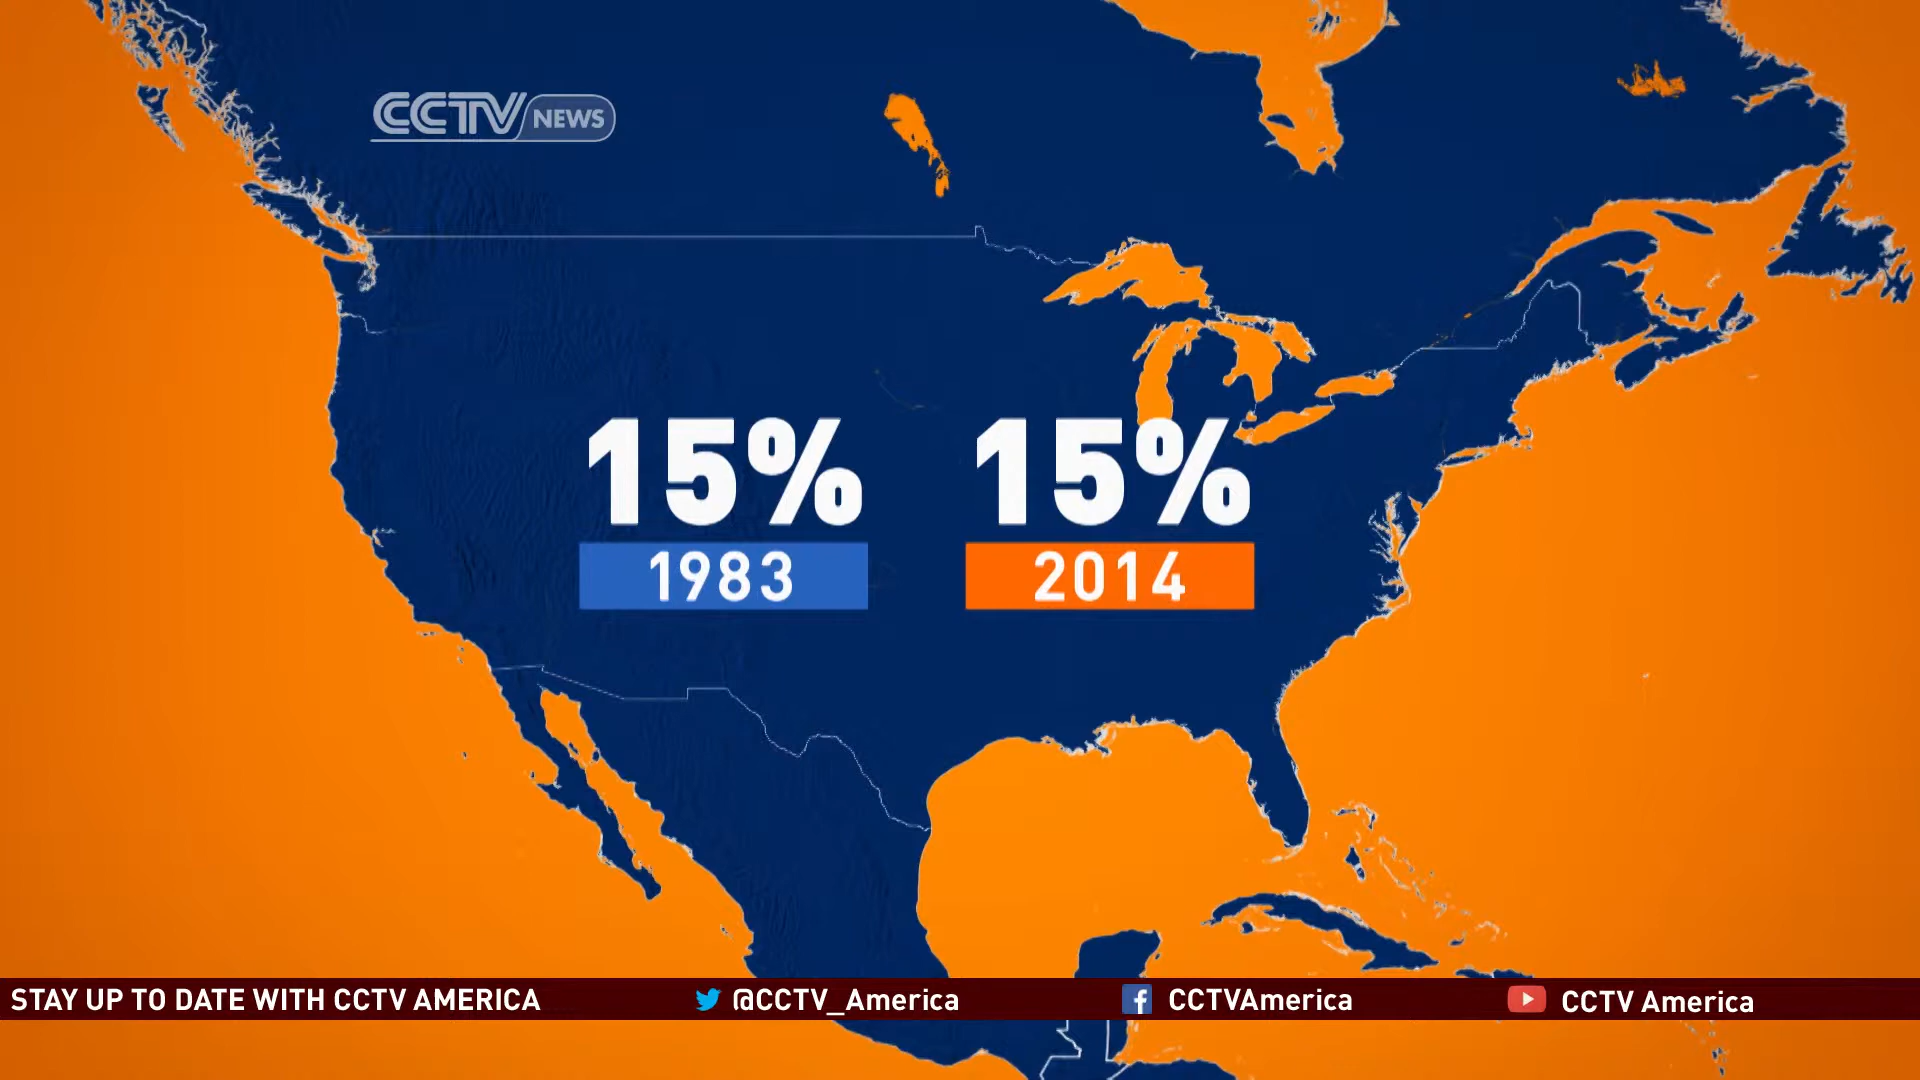 CCTV NEWS
15% 15%
1983 2014
STAY UP TO DATE WITH CCTV AMERICA @CCTV_America CCTVAmerica CCTV America